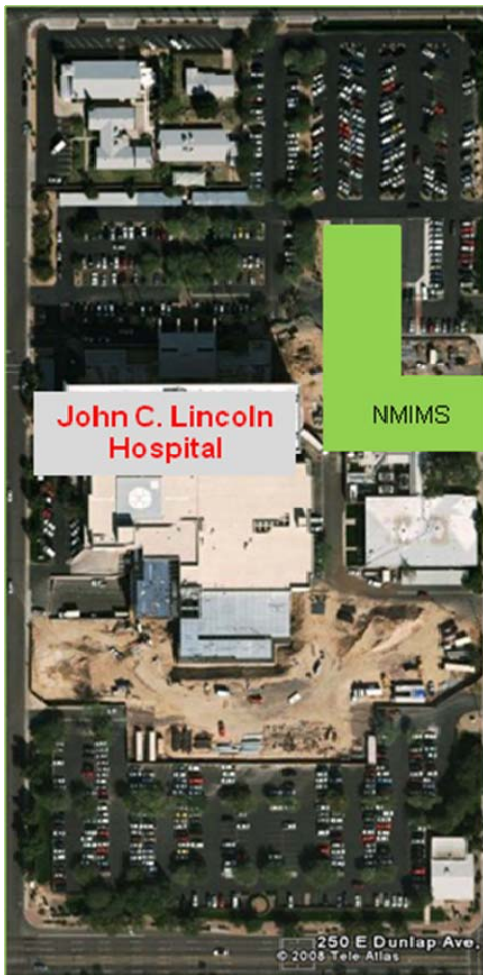 John C. Lincoln
Hospital
NMIMS
250 E Dunlap Ave,
© 2008 Tele Atlas